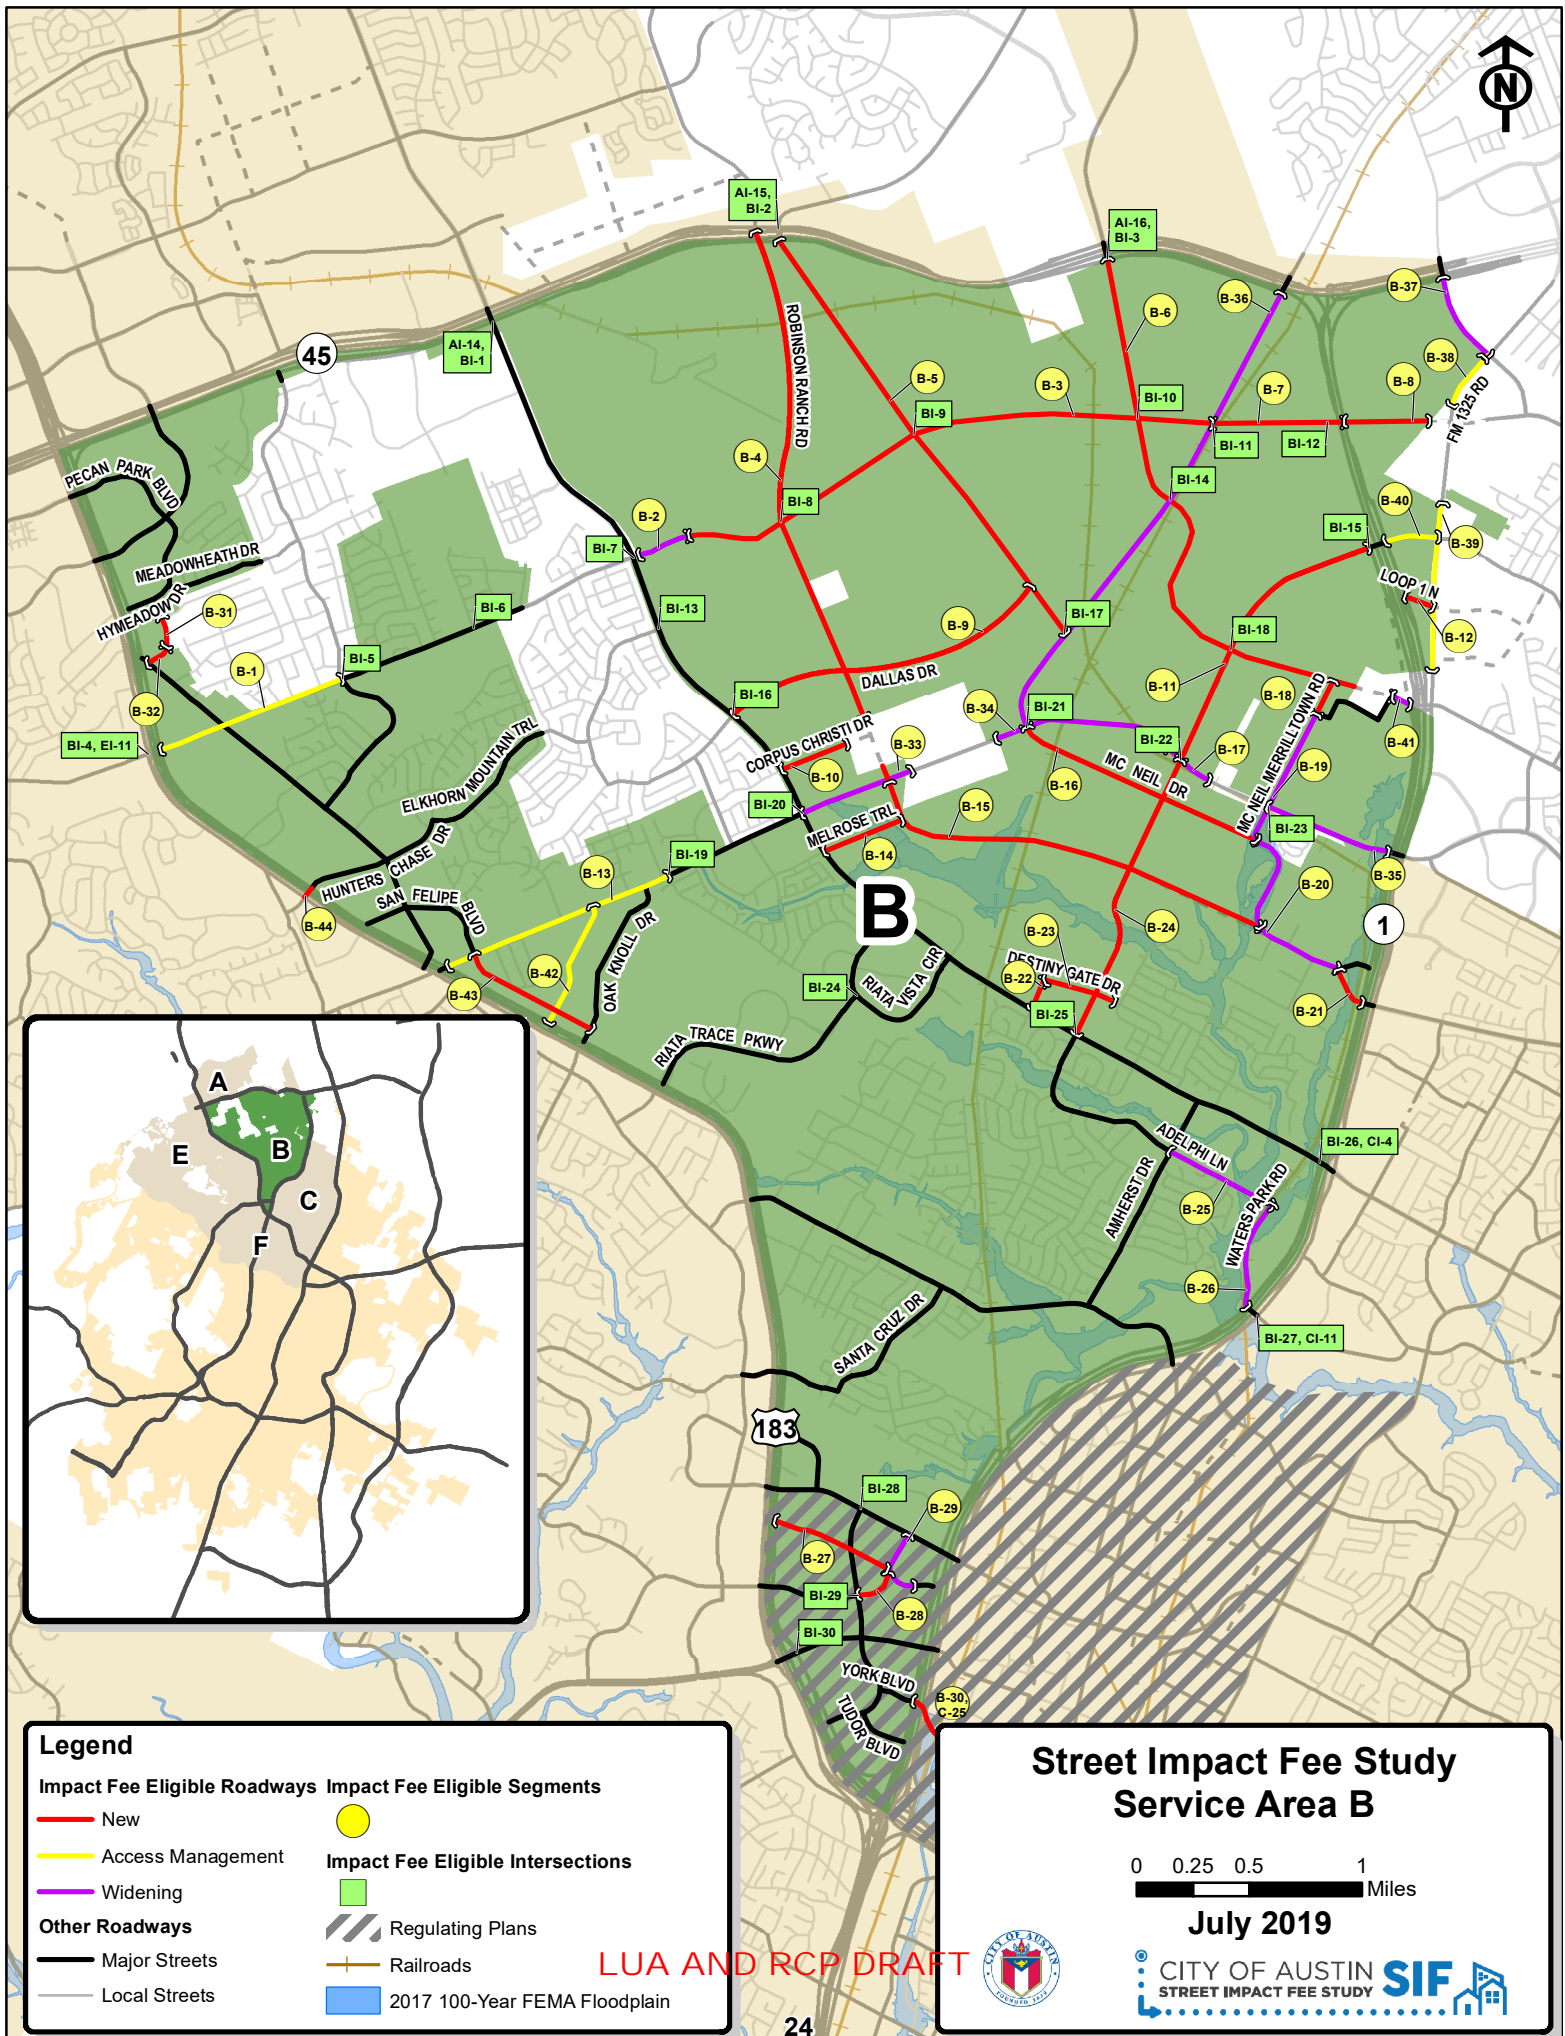 AI-15,
BI-2
AI-16,
BI-3
B-37
B-36
B-6
45
AI-14,
BI-1
ROBINSON RANCH RD
B-38
B-5
B-3
B-7
B-8
FM 1325 RD
BI-9
BI-10
BI-11
BI-12
B-4
PECAN PARK BLVD
BI-8
BI-14
B-2
B-40
BI-15
BI-7
B-39
MEADOWHEATH DR
LOOP 1 N
HYMEADOW DR
B-31
BI-6
BI-13
BI-17
B-9
BI-18
B-12
BI-5
B-1
DALLAS DR
B-11
B-18
B-32
BI-16
B-34
BI-21
MC NEIL MERRILLTOWN RD
BI-4, EI-11
ELKHORN MOUNTAIN TRL
CORPUS CHRISTI DR
B-33
BI-22
B-17
B-41
B-10
B-16
MC NEIL DR
B-19
BI-20
MELROSE TRL
B-15
BI-23
B-14
BI-19
B-35
HUNTERS CHASE DR
B-13
B-20
SAN FELIPE BLVD
B
B-44
1
OAK KNOLL DR
B-23
B-24
B-42
DESTINY GATE DR
B-22
B-43
BI-24
RIATA VISTA CIR
BI-25
B-21
RIATA TRACE PKWY
A
E
B
C
F
ADELPHI LN
BI-26, CI-4
AMHERST DR
B-25
WATERS PARK RD
B-26
BI-27, CI-11
SANTA CRUZ DR
183
BI-28
B-29
B-27
BI-29
B-28
BI-30
YORK BLVD
B-30,
C-25
TUDOR BLVD
Legend
Impact Fee Eligible Roadways
New
Access Management
Widening
Other Roadways
Major Streets
Local Streets
Impact Fee Eligible Segments
Impact Fee Eligible Intersections
Regulating Plans
Railroads
2017 100-Year FEMA Floodplain
Street Impact Fee Study
Service Area B
0 0.25 0.5 1
Miles
July 2019
CITY OF AUSTIN
FOUNDED 1839
CITY OF AUSTIN
STREET IMPACT FEE STUDY
SIF
LUA AND RCP DRAFT
24
N